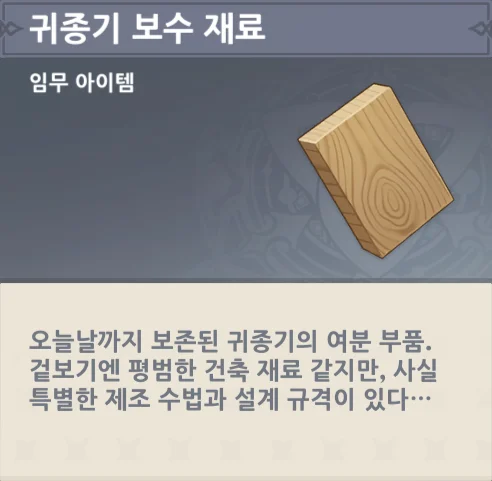 귀종기 보수 재료
임무 아이템
오늘날까지 보존된 귀종기의 여분 부품.
겉보기엔 평범한 건축 재료 같지만, 사실
특별한 제조 수법과 설계 규격이 있다…